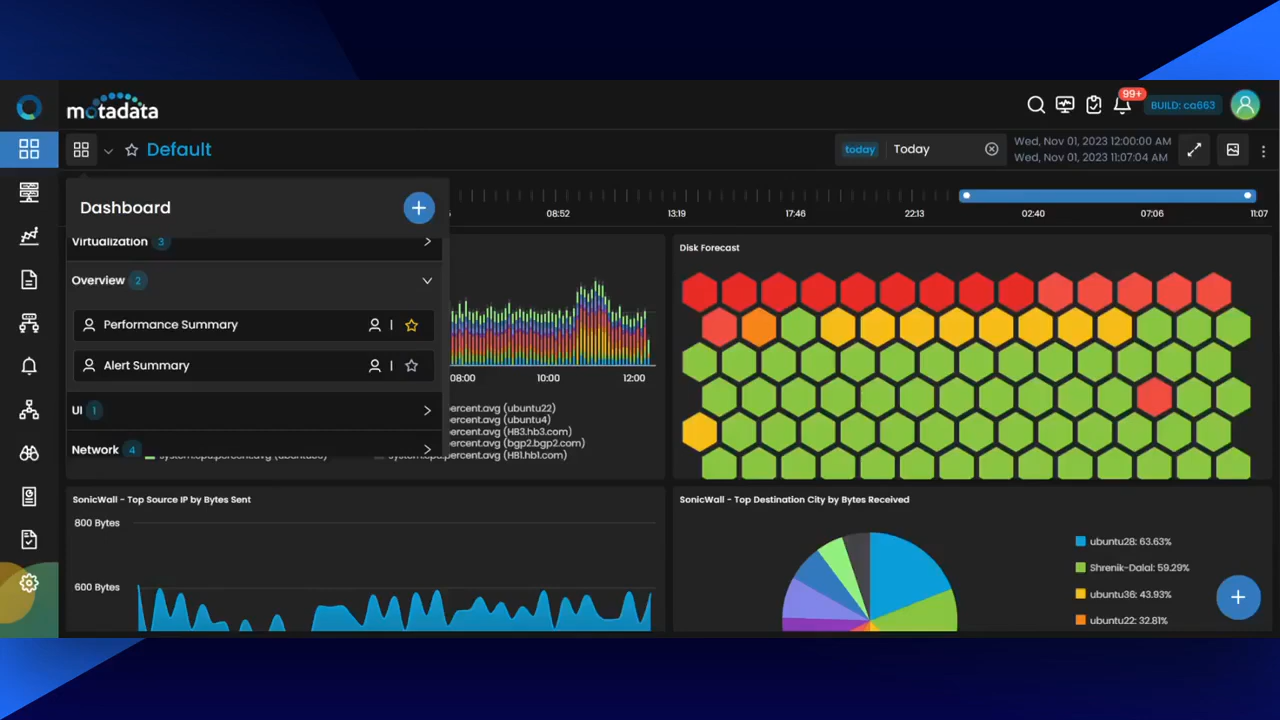 motadata
99+
BUILD: ca663
Default
today
Today
Wed, Nov 01, 2023 12:00:00 AM
Wed, Nov 01, 2023 11:07:04 AM
Dashboard
08:52
13:19
17:46
22:13
02:40
07:06
11:07
Virtualization 3
Overview 2
Performance Summary
Alert Summary
UI 1
Network 4
08:00
10:00
12:00
ercent.avg (ubuntu22)
ercent.avg (ubuntu4)
ercent.avg (HB3.hb3.com)
ercent.avg (bgp2.bgp2.com)
ercent.avg (HB1.hb1.com)
Disk Forecast
SonicWall - Top Source IP by Bytes Sent
800 Bytes
600 Bytes
SonicWall - Top Destination City by Bytes Received
ubuntu28: 63.63%
Shrenik-Dalal: 59.29%
ubuntu36: 43.93%
ubuntu22: 32.81%